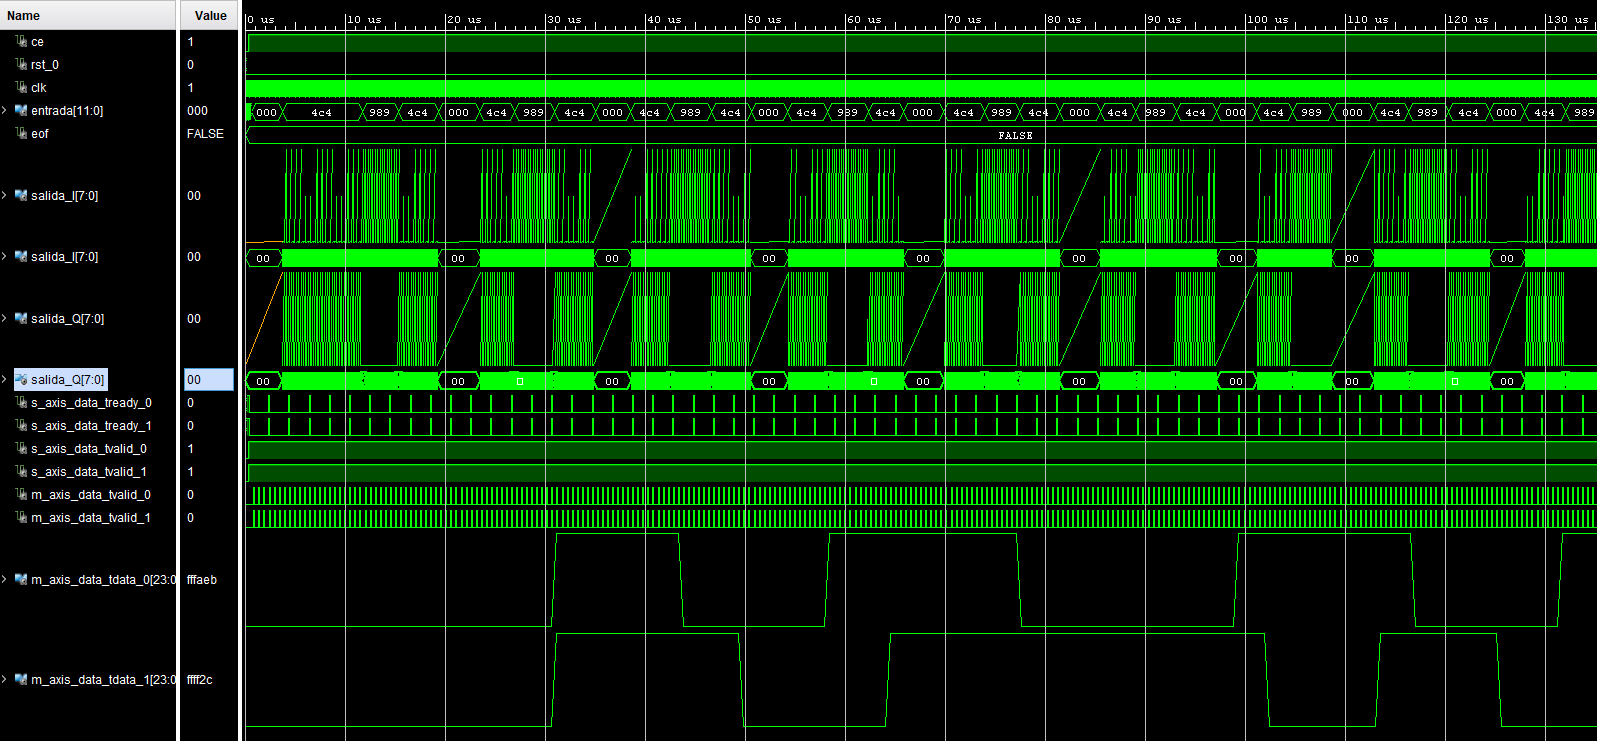 Name Value 0 us 10 us 20 us 30 us 40 us 50 us 60 us 70 us 80 us 90 us 100 us 110 us 120 us 130 us
ce 1
rst_0 0
clk 1
entrada[11:0] 000 000 4c4 989 4c4 000 4c4 989 4c4 000 4c4 989 4c4 000 4c4 989 4c4 000 4c4 989 4c4 000 4c4 989 4c4 000 4c4 989 4c4 000 4c4 989 4c4 000 4c4 989
eof FALSE FALSE
salida_I[7:0] 00
salida_I[7:0] 00 00 00 00 00 00 00 00 00 00
salida_Q[7:0] 00
salida_Q[7:0] 00 00 00 00 00 00 00 00 00 00
s_axis_data_tready_0 0
s_axis_data_tready_1 0
s_axis_data_tvalid_0 1
s_axis_data_tvalid_1 1
m_axis_data_tvalid_0 0
m_axis_data_tvalid_1 0
m_axis_data_tdata_0[23:0 fffaeb
m_axis_data_tdata_1[23:0 ffff2c